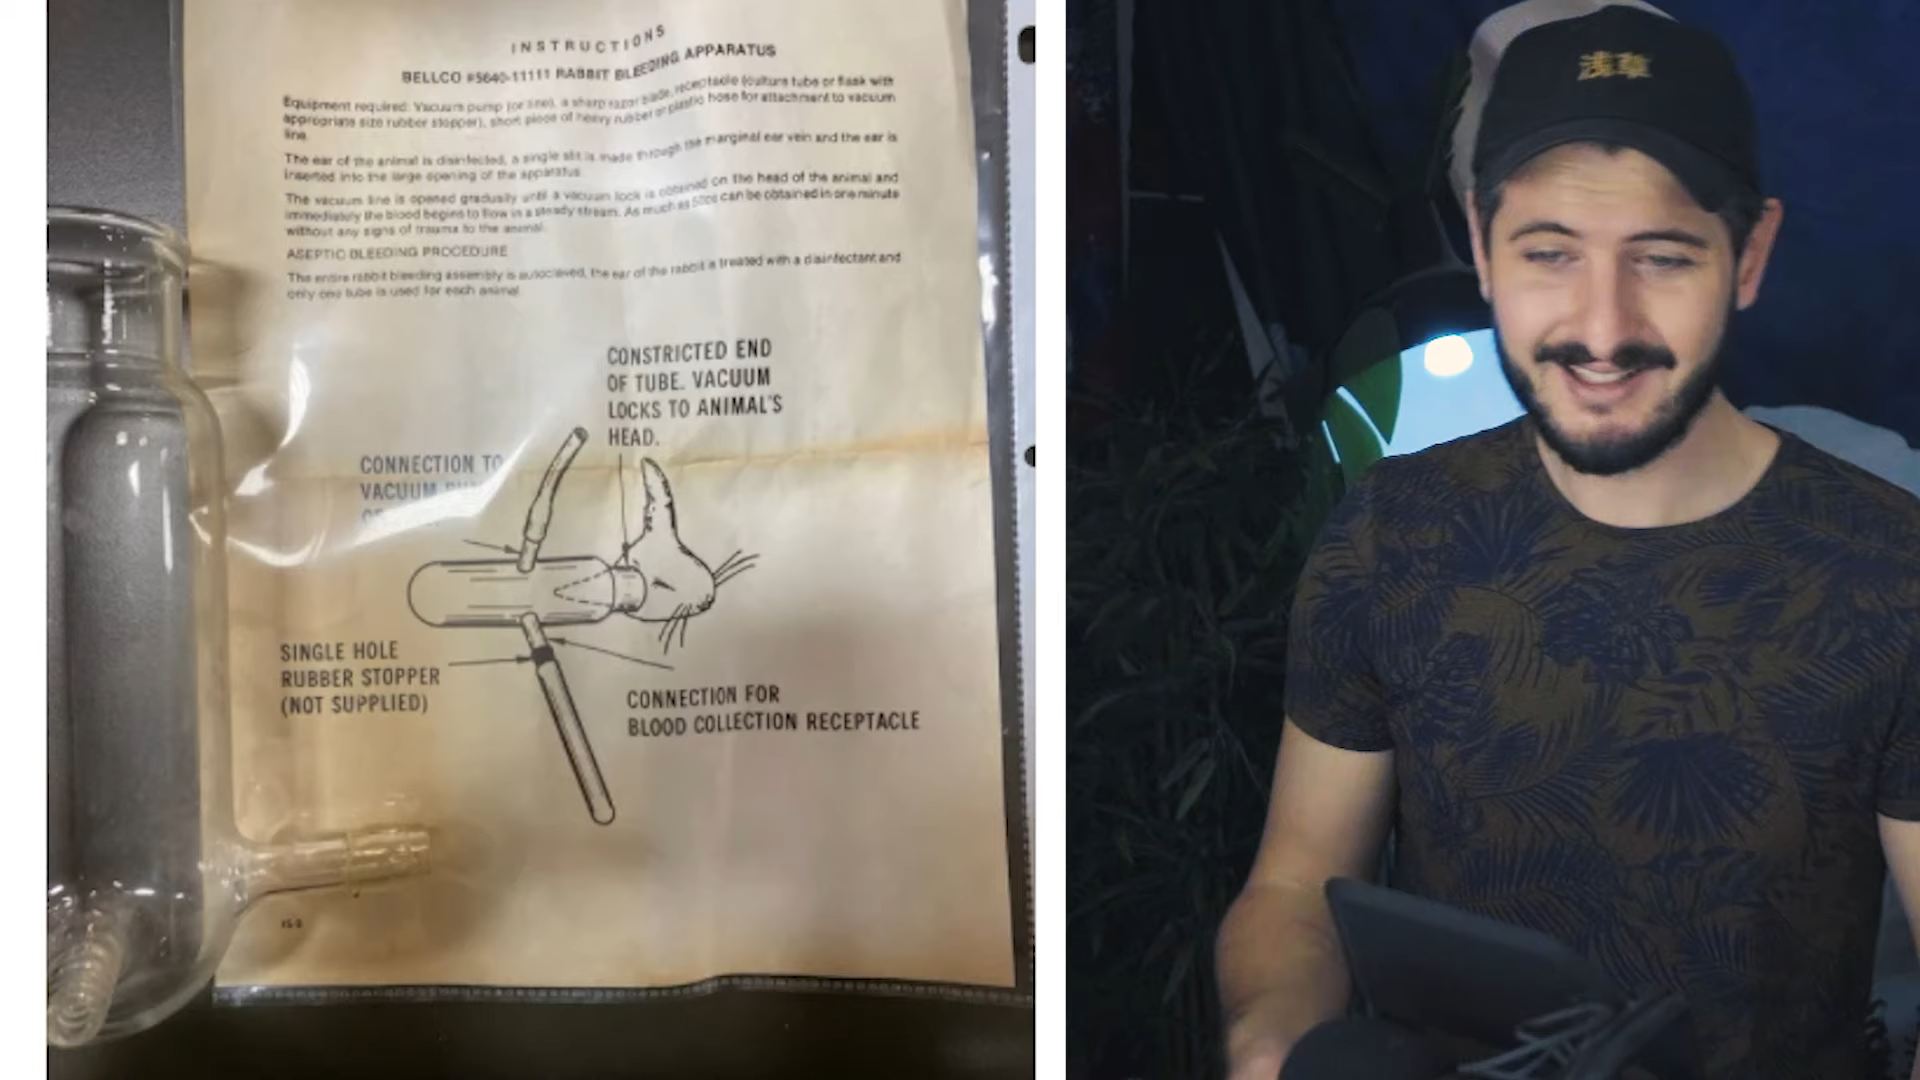 INSTRUCTIONS
BELLCO #5640-11111 RABBIT BLEEDING APPARATUS
Equipment required: Vacuum pump (or line), a sharp razor blade, receptacle (culture tube or flask with
appropriate size rubber stopper), short piece of heavy rubber or plastic hose for attachment to vacuum
line.
The ear of the animal is disinfected, a single slit is made through the marginal ear vein and the ear is
inserted into the large opening of the apparatus.
The vacuum line is opened gradually until a vacuum lock is obtained on the head of the animal and
immediately the blood begins to flow in a steady stream. As much as 50cc can be obtained in one minute
without any signs of trauma to the animal.
ASEPTIC BLEEDING PROCEDURE
The entire rabbit bleeding assembly is autoclaved, the ear of the rabbit is treated with a disinfectant and
only one tube is used for each animal.
CONSTRICTED END
OF TUBE. VACUUM
LOCKS TO ANIMAL'S
HEAD.
CONNECTION TO
VACUUM
SINGLE HOLE
RUBBER STOPPER
(NOT SUPPLIED)
CONNECTION FOR
BLOOD COLLECTION RECEPTACLE
浅草